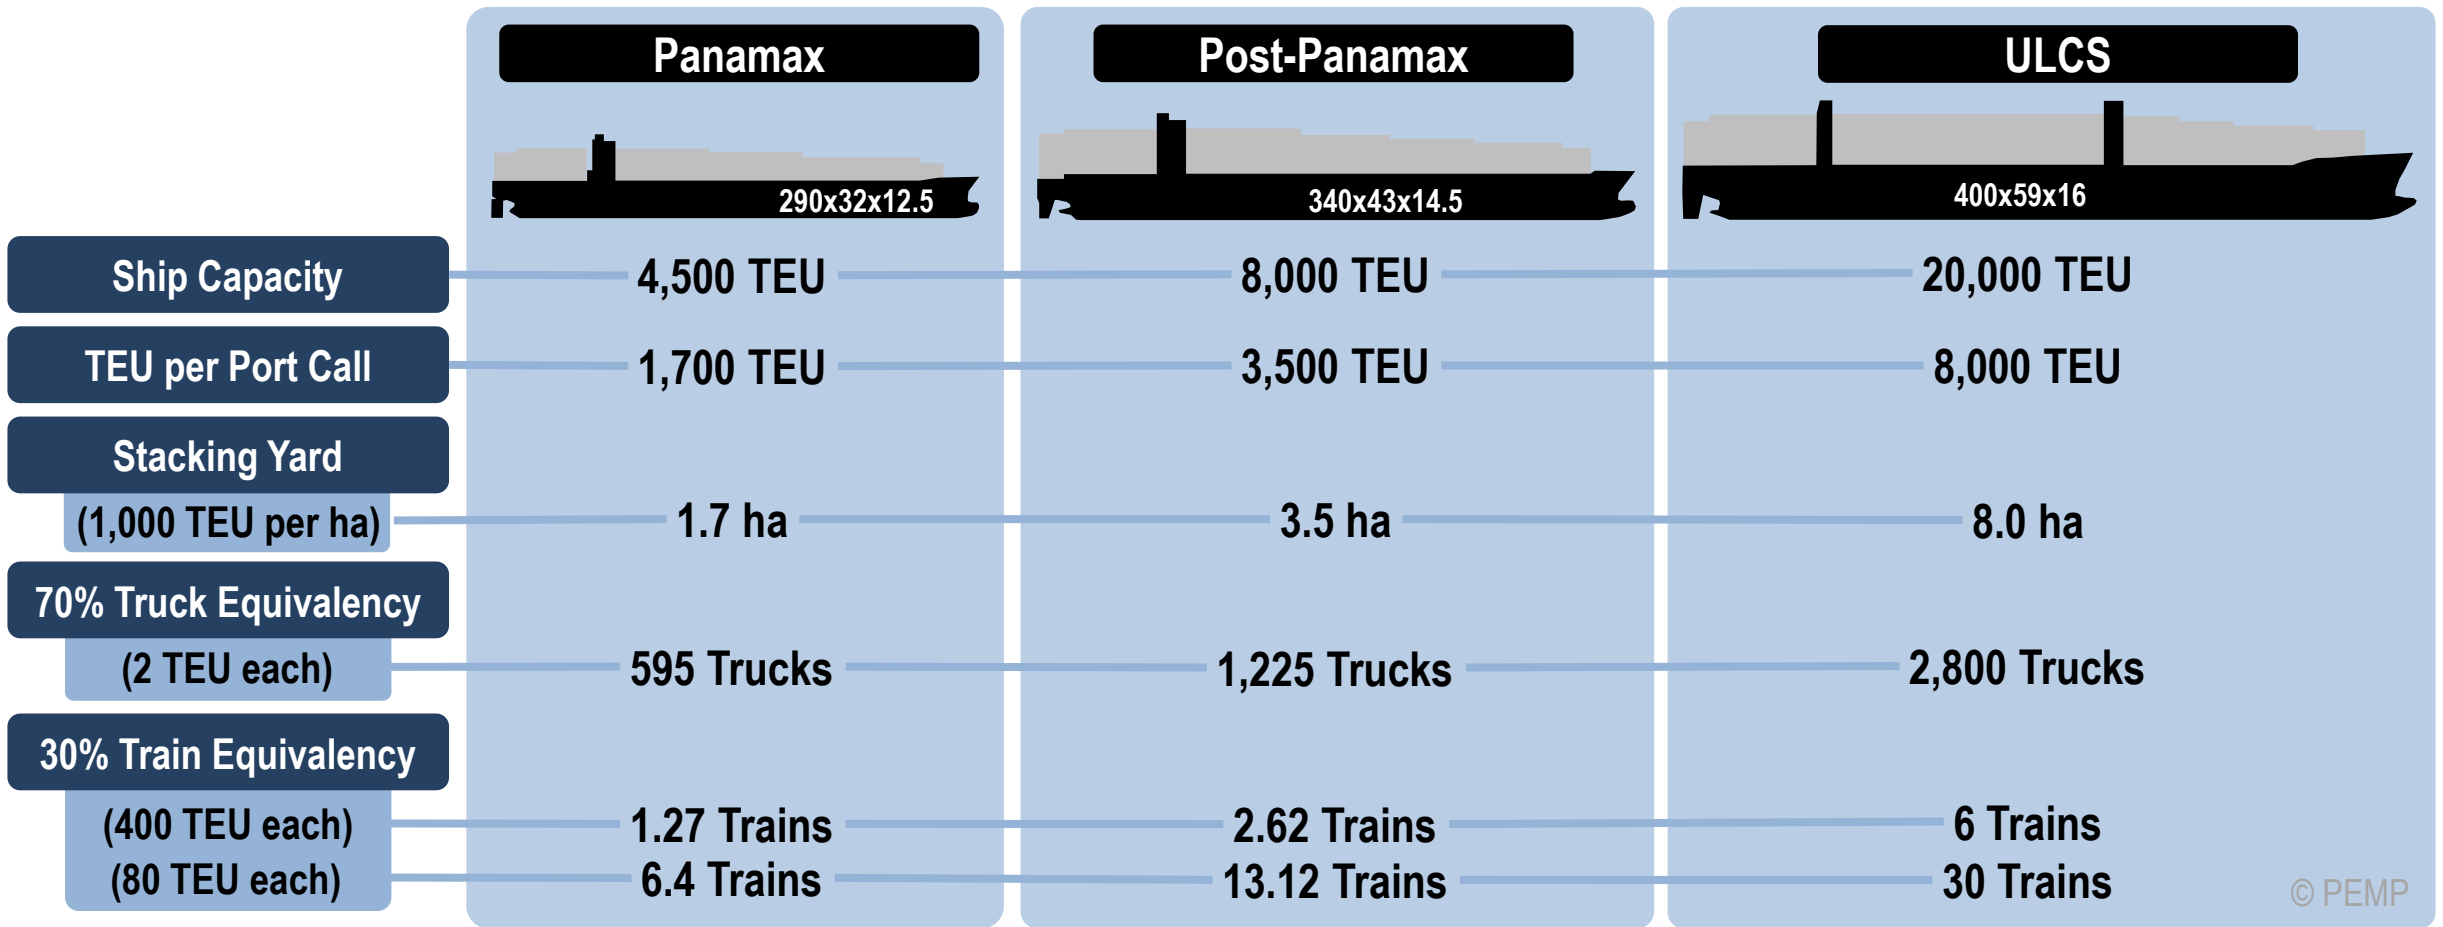 Panamax
Post-Panamax
ULCS
290x32x12.5
340x43x14.5
400x59x16
Ship Capacity
4,500 TEU
8,000 TEU
20,000 TEU
TEU per Port Call
1,700 TEU
3,500 TEU
8,000 TEU
Stacking Yard
(1,000 TEU per ha)
1.7 ha
3.5 ha
8.0 ha
70% Truck Equivalency
(2 TEU each)
595 Trucks
1,225 Trucks
2,800 Trucks
30% Train Equivalency
(400 TEU each)
1.27 Trains
2.62 Trains
6 Trains
(80 TEU each)
6.4 Trains
13.12 Trains
30 Trains
© PEMP